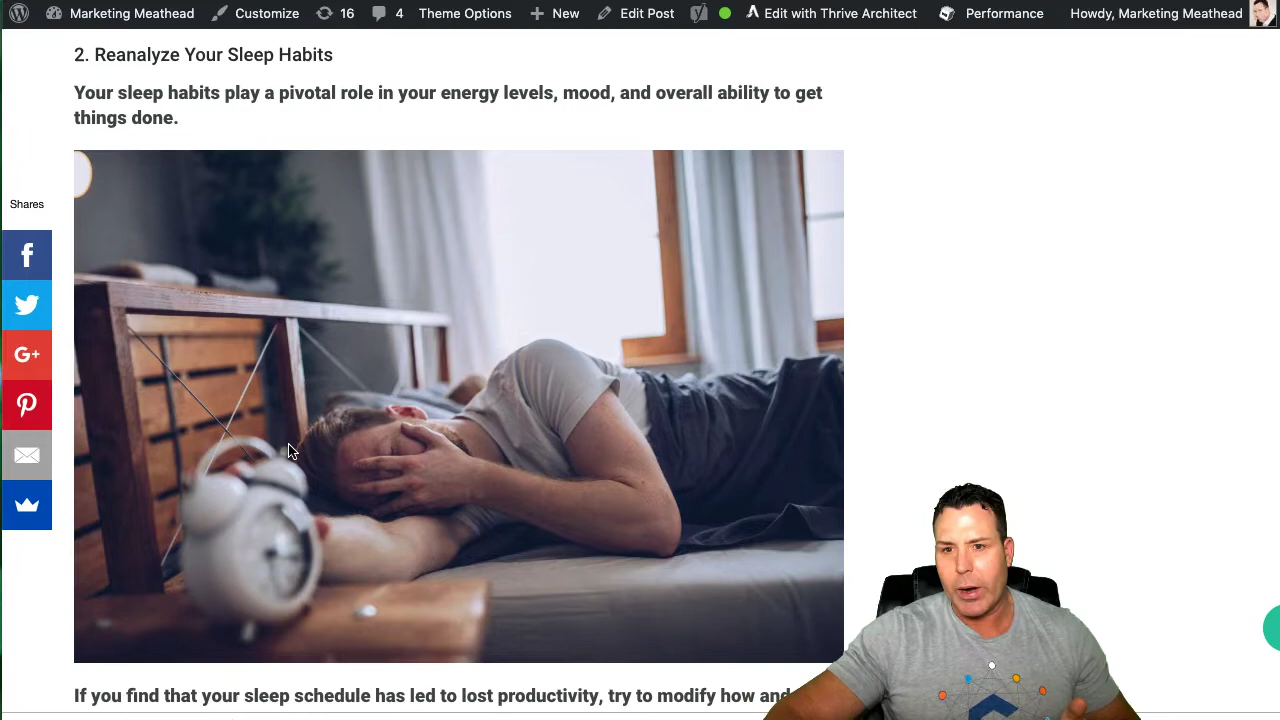 Marketing Meathead Customize 16 4 Theme Options New Edit Post Edit with Thrive Architect Performance Howdy, Marketing Meathead
2. Reanalyze Your Sleep Habits
Your sleep habits play a pivotal role in your energy levels, mood, and overall ability to get
things done.
Shares
If you find that your sleep schedule has led to lost productivity, try to modify how and